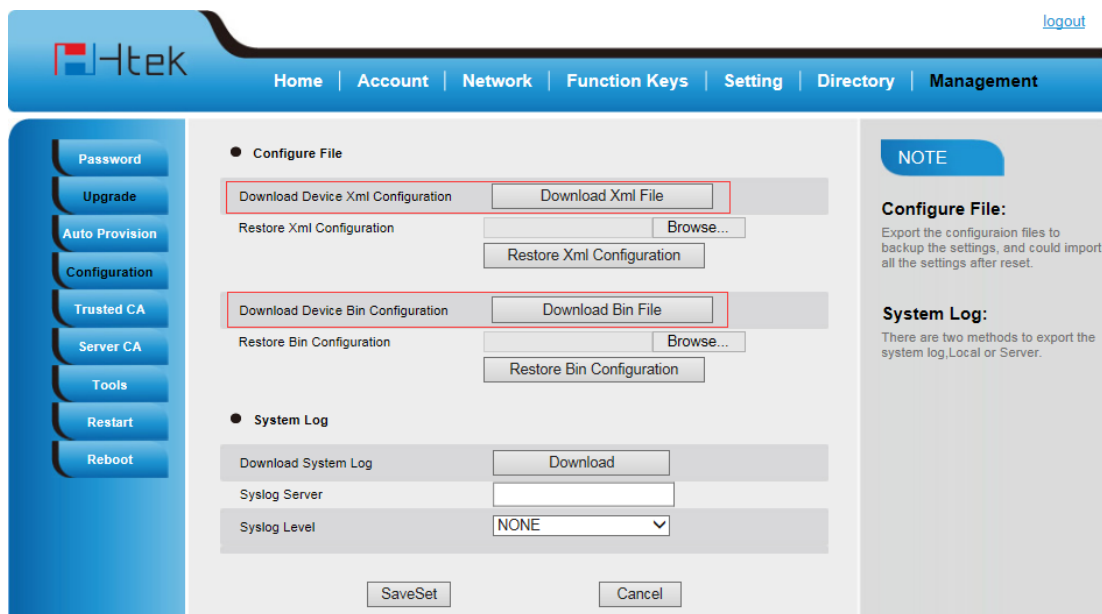 logout
Htek
Home | Account | Network | Function Keys | Setting | Directory | Management
Password
Upgrade
Auto Provision
Configuration
Trusted CA
Server CA
Tools
Restart
Reboot
Configure File
Download Device Xml Configuration Download Xml File
Restore Xml Configuration Browse...
Restore Xml Configuration
Download Device Bin Configuration Download Bin File
Restore Bin Configuration Browse...
Restore Bin Configuration
System Log
Download System Log Download
Syslog Server
Syslog Level NONE
SaveSet Cancel
NOTE
Configure File:
Export the configuraion files to
backup the settings, and could import
all the settings after reset.
System Log:
There are two methods to export the
system log,Local or Server.